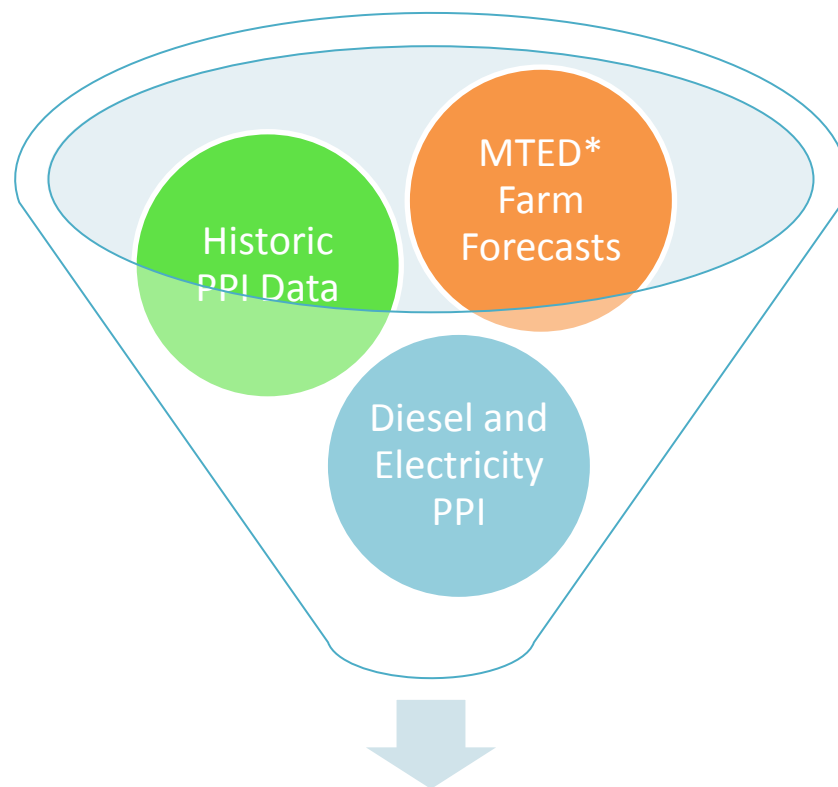 MTED*
Farm
Forecasts
Historic
PPI Data
Diesel and
Electricity
PPI